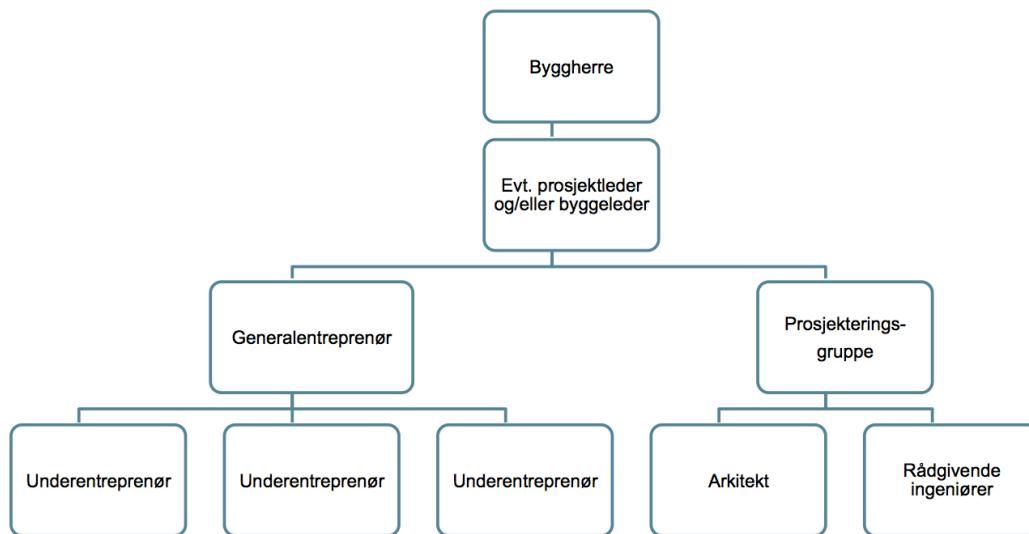 Byggherre
Evt. prosjektleder
og/eller byggeleder
Generalentreprenør
Prosjekterings-
gruppe
Underentreprenør
Underentreprenør
Underentreprenør
Arkitekt
Rådgivende
ingeniører